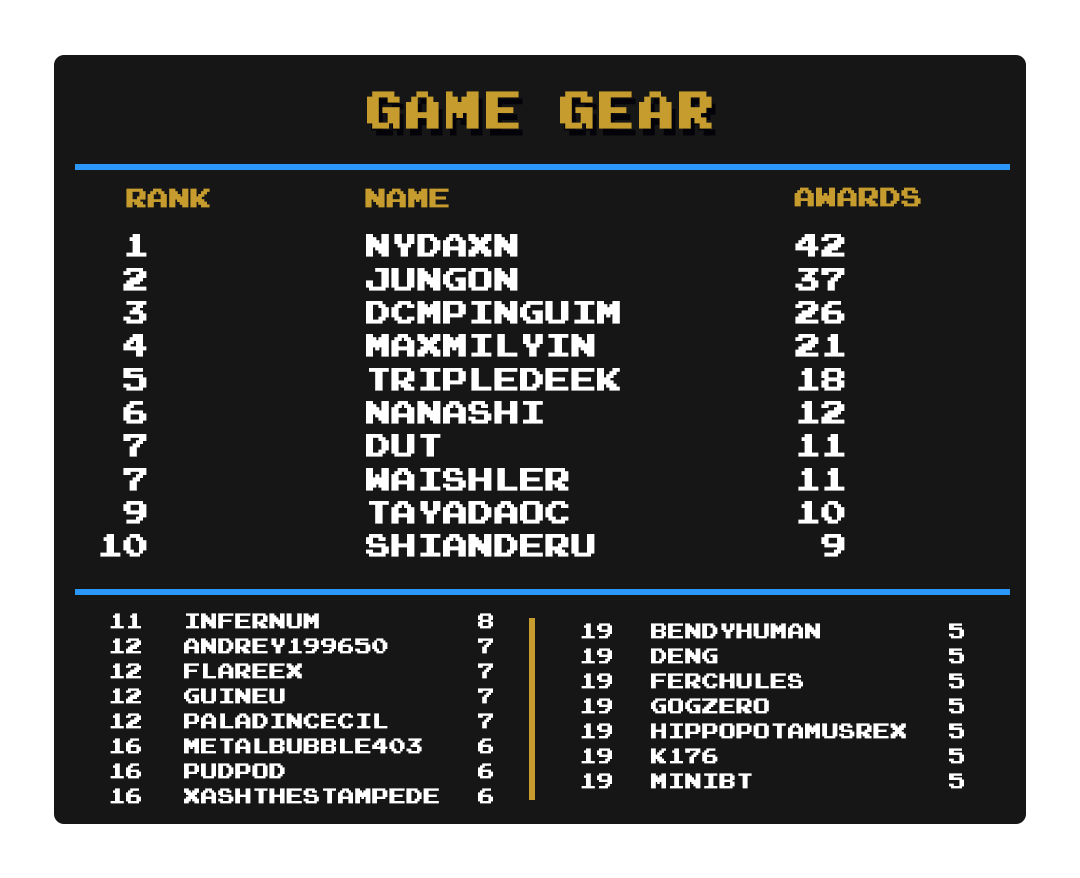 GAME GEAR
RANK NAME AWARDS
1 NYDAXN 42
2 JUNGON 37
3 DCMPINGUIM 26
4 MAXMILYIN 21
5 TRIPLEDEEK 18
6 NANASHI 12
7 DUT 11
7 WAISHLER 11
9 TAYADAOC 10
10 SHIANDERU 9
11 INFERNUM 8
12 ANDREY199650 7
12 FLAREEX 7
12 GUINEU 7
12 PALADINCECIL 7
16 METALBUBBLE403 6
16 PUDPOD 6
16 XASHTHESTAMPEDE 6
19 BENDYHUMAN 5
19 DENG 5
19 FERCHULES 5
19 GOGZERO 5
19 HIPPOPOTAMUSREX 5
19 K176 5
19 MINIBT 5